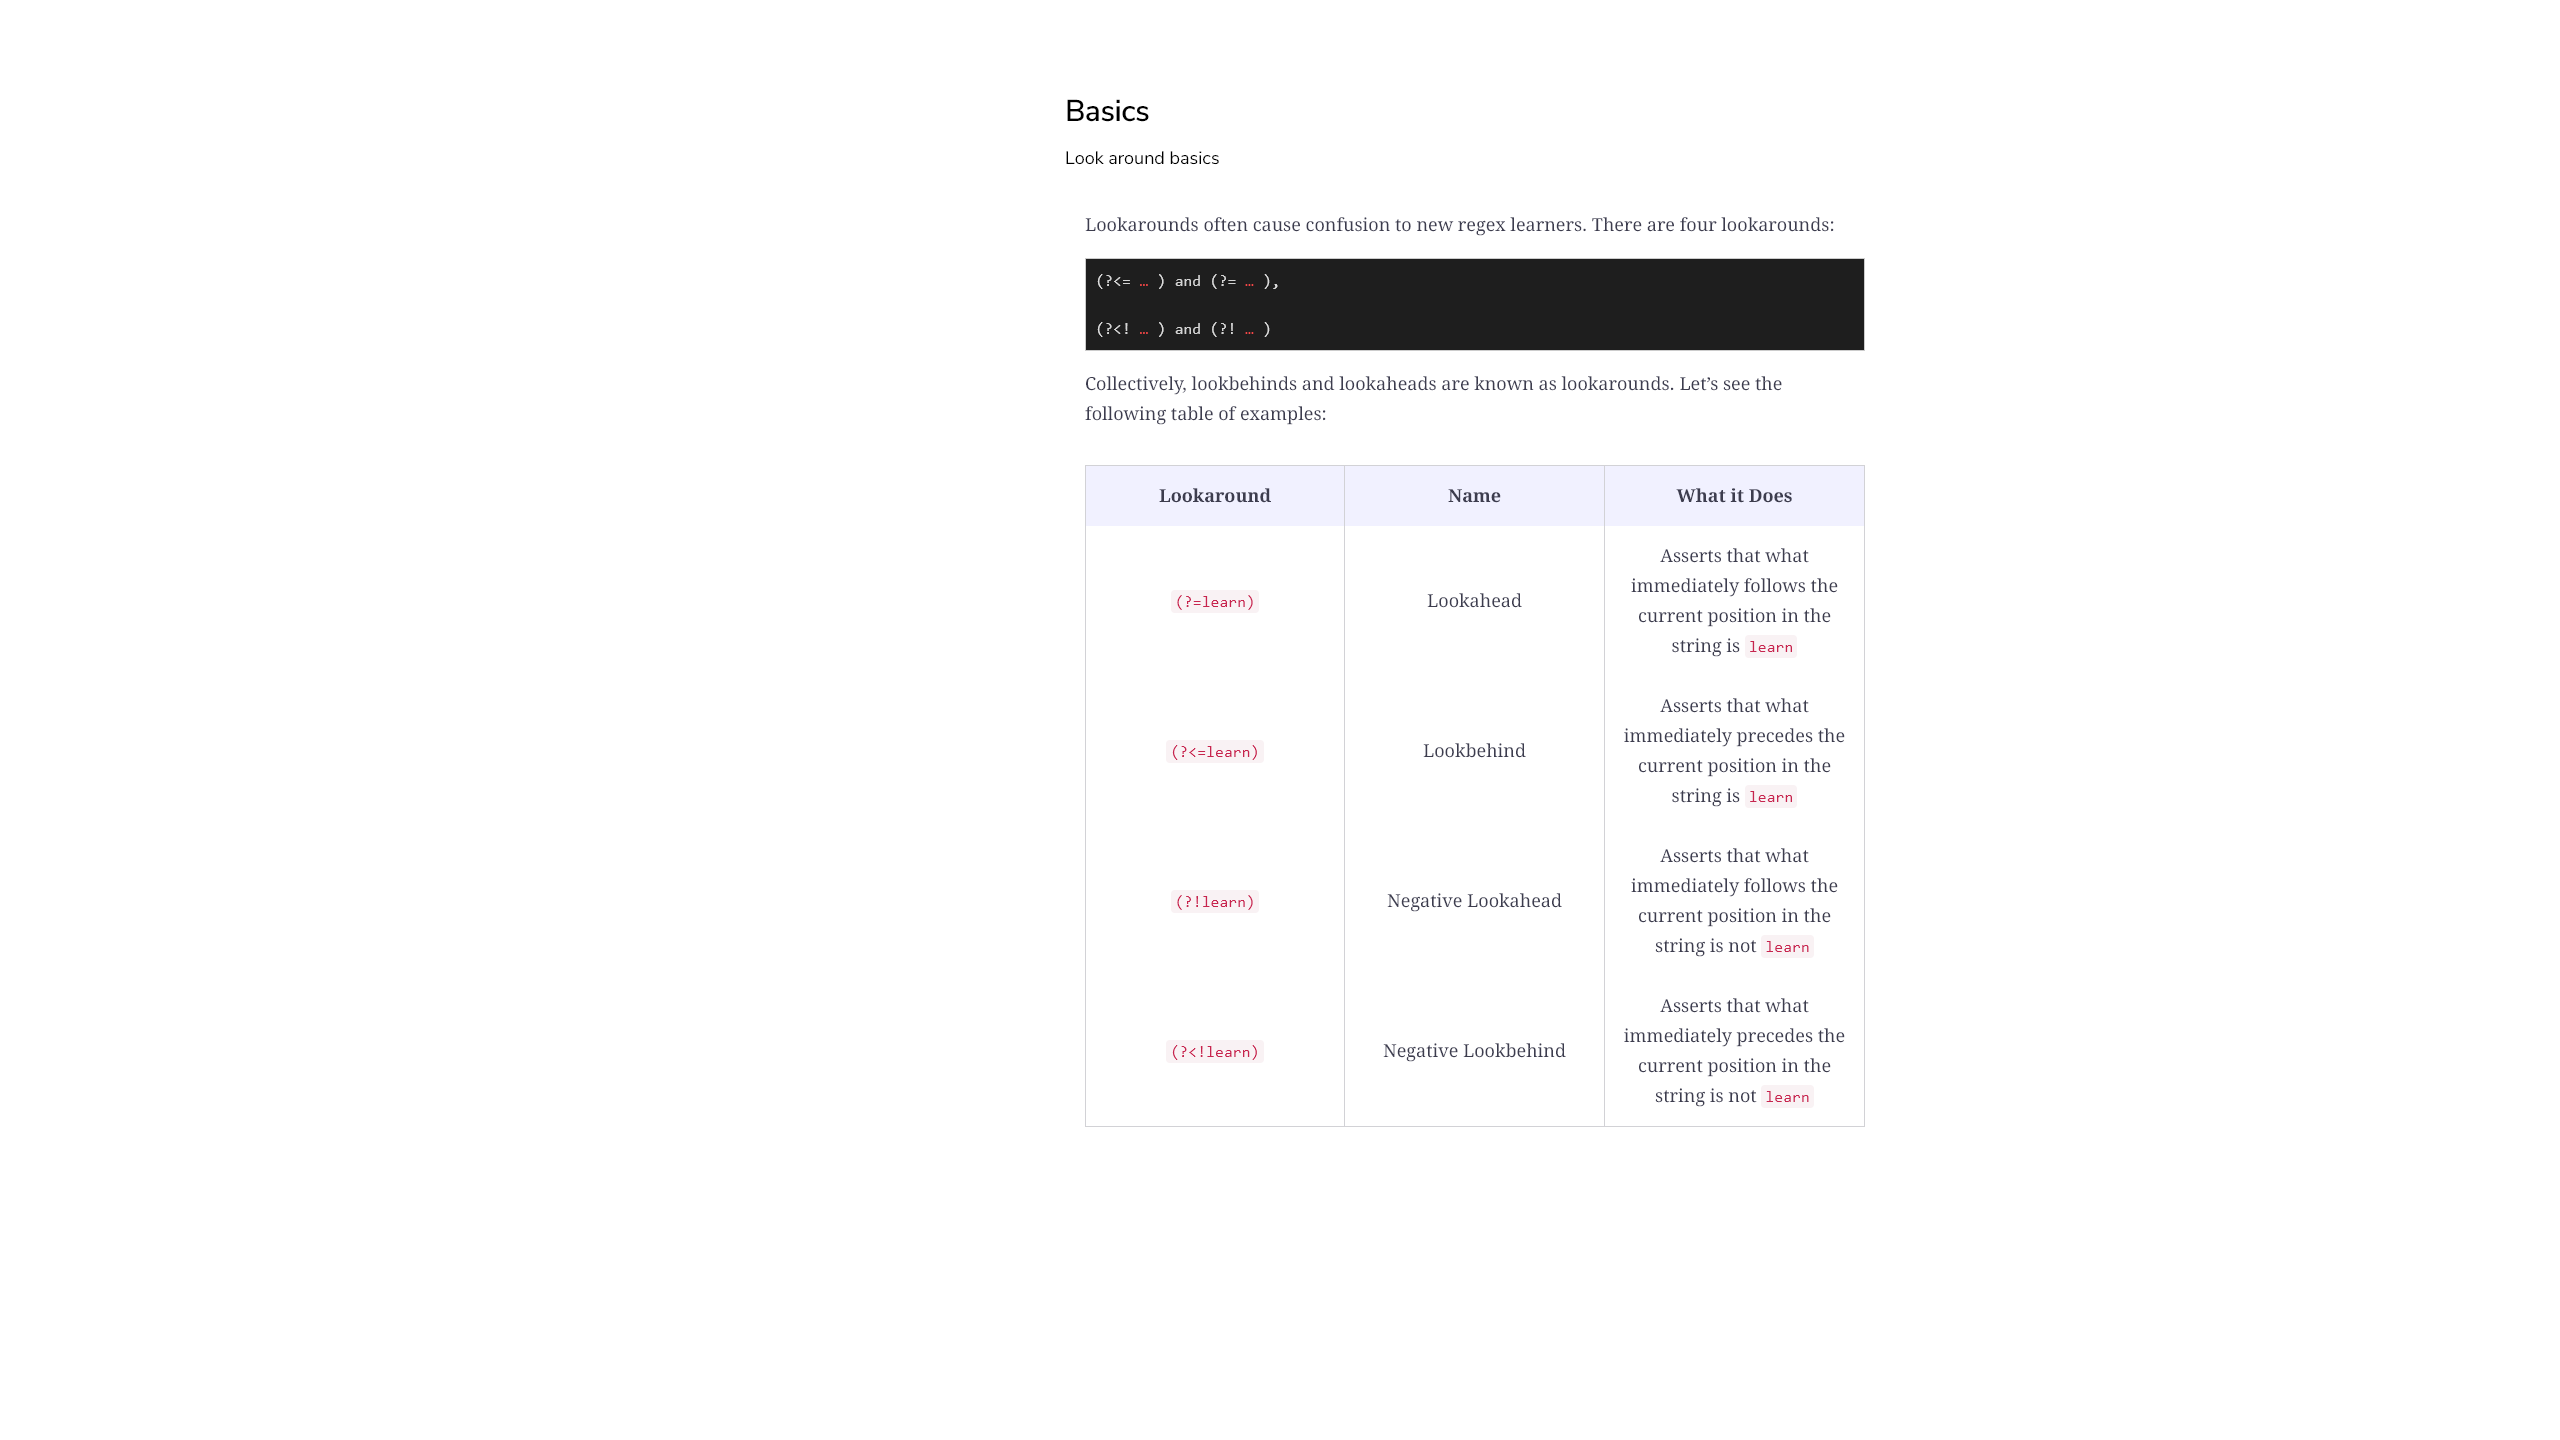 Basics
Look around basics
Lookarounds often cause confusion to new regex learners. There are four lookarounds:
(?<= … ) and (?= … ),
(?<! … ) and (?! … )
Collectively, lookbehinds and lookaheads are known as lookarounds. Let’s see the
following table of examples:
Lookaround Name What it Does
(?=learn) Lookahead Asserts that what
immediately follows the
current position in the
string is learn
(?<=learn) Lookbehind Asserts that what
immediately precedes the
current position in the
string is learn
(?!learn) Negative Lookahead Asserts that what
immediately follows the
current position in the
string is not learn
(?<!learn) Negative Lookbehind Asserts that what
immediately precedes the
current position in the
string is not learn